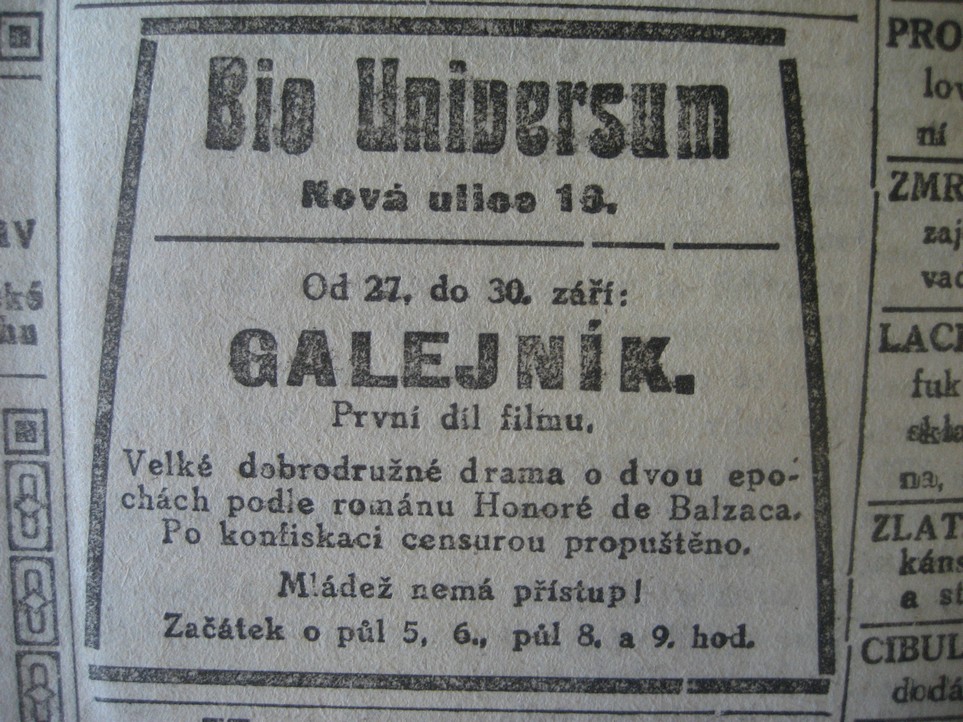 Bio Universum
Nová ulice 19.
Od 27. do 30. září:
GALEJNÍK.
První díl filmu.
Velké dobrodružné drama o dvou epo-
chách podle románu Honoré de Balzaca.
Po konfiskaci censurou propuštěno.
Mládež nemá přístup!
Začátek o půl 5, 6., půl 8. a 9. hod.
PRO
lov
ní
ZMR
zaj
vad
LACI
fuk
skla
na,
ZLAT
káns
a st
CIBUL
dodá